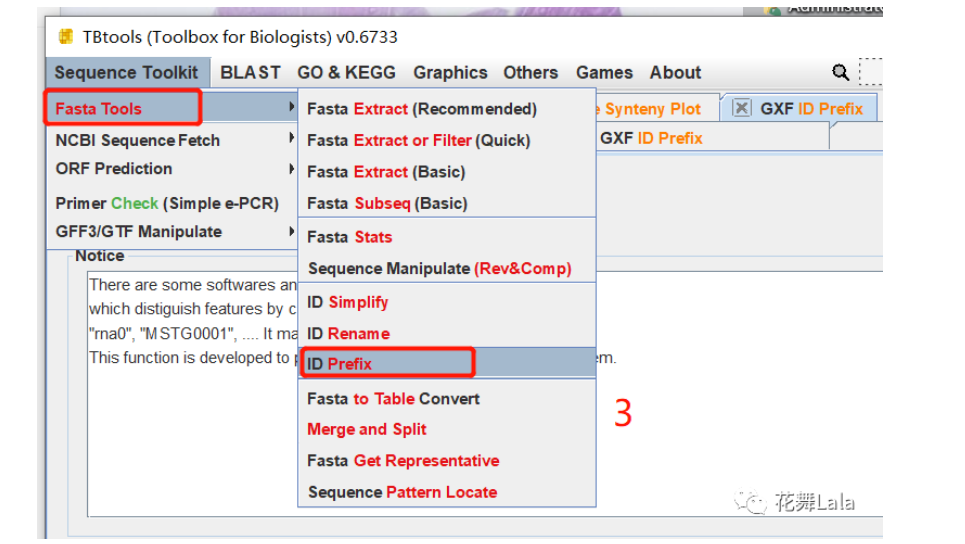 Administrato
TBtools (Toolbox for Biologists) v0.6733
Sequence Toolkit BLAST GO & KEGG Graphics Others Games About
Fasta Tools
NCBI Sequence Fetch
ORF Prediction
Primer Check (Simple e-PCR)
GFF3/GTF Manipulate
Fasta Extract (Recommended)
Fasta Extract or Filter (Quick)
Fasta Extract (Basic)
Fasta Subseq (Basic)
Fasta Stats
Sequence Manipulate (Rev&Comp)
ID Simplify
ID Rename
ID Prefix
Fasta to Table Convert
Merge and Split
Fasta Get Representative
Sequence Pattern Locate
e Synteny Plot
GXF ID Prefix
GXF ID Prefix
Notice
There are some softwares an
which distiguish features by c
"rna0", "MSTG0001", .... It ma
This function is developed to p em.
3
花舞Lala